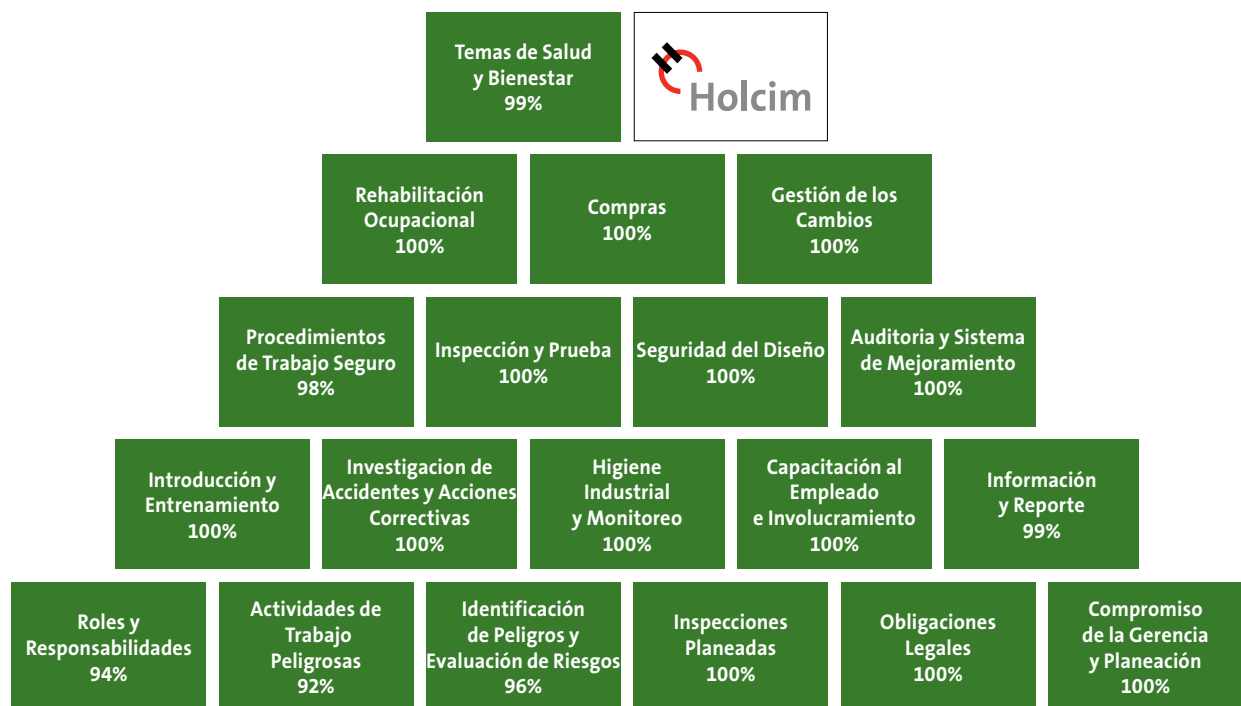 Temas de Salud
y Bienestar
99%
Holcim
Rehabilitación
Ocupacional
100%
Compras
100%
Gestión de los
Cambios
100%
Procedimientos
de Trabajo Seguro
98%
Inspección y Prueba
100%
Seguridad del Diseño
100%
Auditoria y Sistema
de Mejoramiento
100%
Introducción y
Entrenamiento
100%
Investigacion de
Accidentes y Acciones
Correctivas
100%
Higiene
Industrial
y Monitoreo
100%
Capacitación al
Empleado
e Involucramiento
100%
Información
y Reporte
99%
Roles y
Responsabilidades
94%
Actividades de
Trabajo
Peligrosas
92%
Identificación
de Peligros y
Evaluación de Riesgos
96%
Inspecciones
Planeadas
100%
Obligaciones
Legales
100%
Compromiso
de la Gerencia
y Planeación
100%